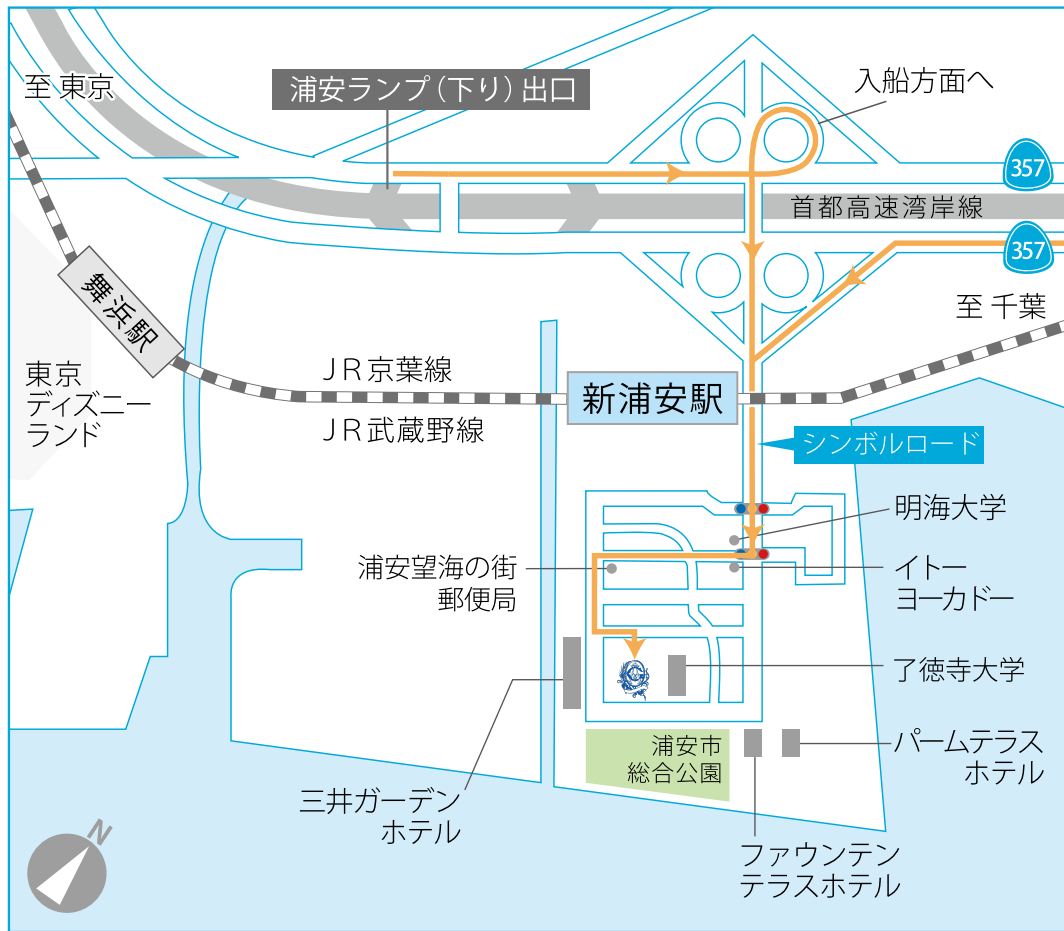 至 東京
浦安ランプ(下り)出口
入船方面へ
357
首都高速湾岸線
357
至 千葉
舞浜駅
東京
ディズニー
ランド
JR京葉線
JR武蔵野線
新浦安駅
シンボルロード
明海大学
浦安望海の街
郵便局
イトー
ヨーカドー
了徳寺大学
浦安市
総合公園
パームテラス
ホテル
三井ガーデン
ホテル
ファウンテン
テラスホテル
N